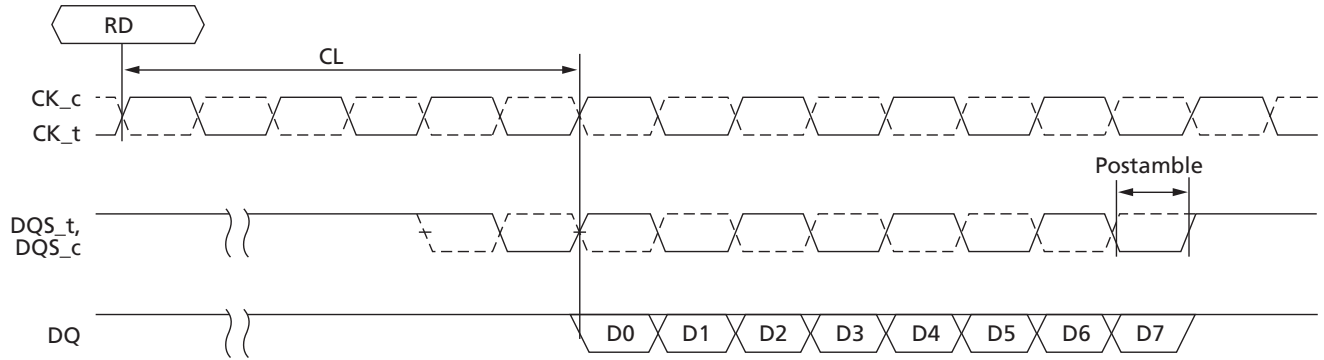 RD
CL
CK_c
CK_t
Postamble
DQS_t,
DQS_c
DQ
D0 D1 D2 D3 D4 D5 D6 D7